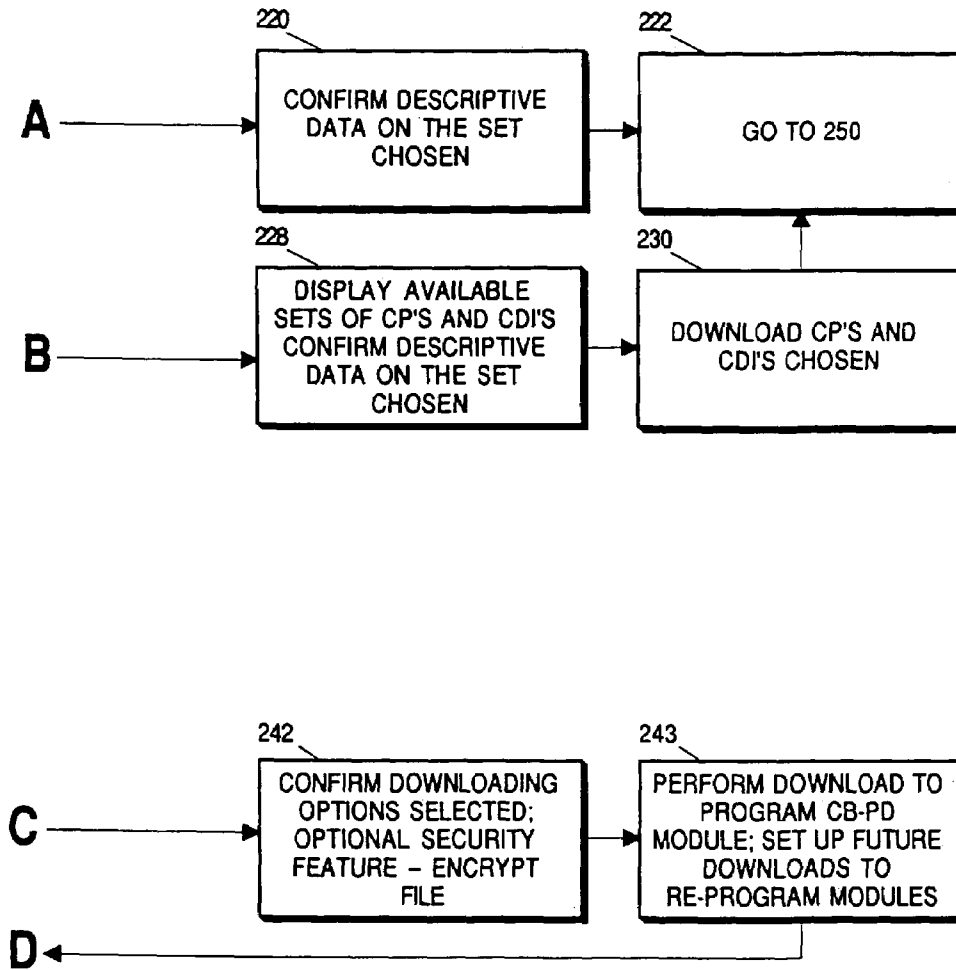 220
222
A
CONFIRM DESCRIPTIVE
DATA ON THE SET
CHOSEN
GO TO 250
228
230
B
DISPLAY AVAILABLE
SETS OF CP'S AND CDI'S
CONFIRM DESCRIPTIVE
DATA ON THE SET
CHOSEN
DOWNLOAD CP'S AND
CDI'S CHOSEN
242
243
C
CONFIRM DOWNLOADING
OPTIONS SELECTED;
OPTIONAL SECURITY
FEATURE – ENCRYPT
FILE
PERFORM DOWNLOAD TO
PROGRAM CB-PD
MODULE; SET UP FUTURE
DOWNLOADS TO
RE-PROGRAM MODULES
D